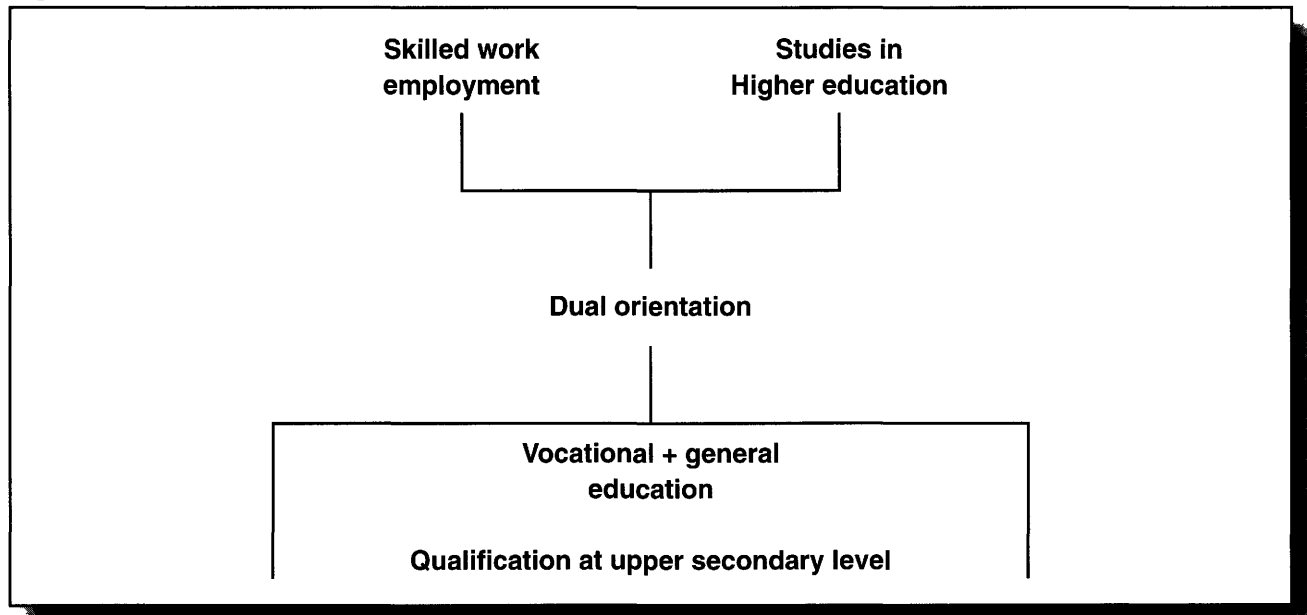 Skilled work
employment
Studies in
Higher education
Dual orientation
Vocational + general
education
Qualification at upper secondary level